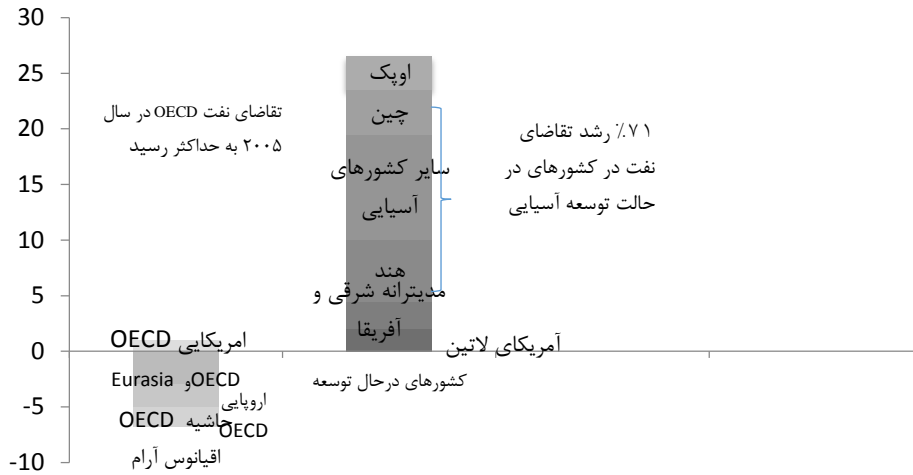 30
25
20
15
10
5
0
-5
-10
تقاضای نفت OECD در سال
۲۰۰۵ به حداکثر رسید
اوپک
چین
سایر کشورهای
آسیایی
هند
مدیترانه شرقی و
آفریقا
آمریکای لاتین
۷۱٪ رشد تقاضای
نفت در کشورهای در
حالت توسعه آسیایی
کشورهای درحال توسعه
امریکایی OECD
OECDو Eurasia
اروپایی
حاشیه OECD
OECD
اقیانوس آرام